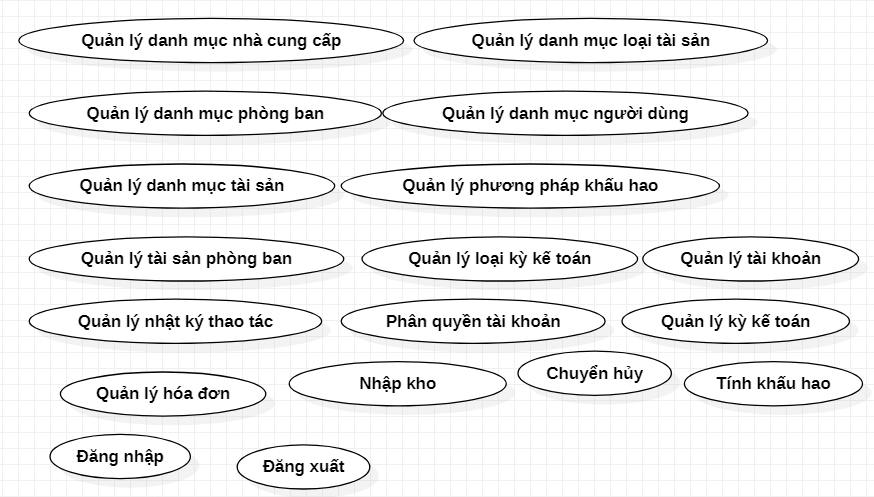 Quản lý danh mục nhà cung cấp
Quản lý danh mục loại tài sản
Quản lý danh mục phòng ban
Quản lý danh mục người dùng
Quản lý danh mục tài sản
Quản lý phương pháp khấu hao
Quản lý tài sản phòng ban
Quản lý loại kỳ kế toán
Quản lý tài khoản
Quản lý nhật ký thao tác
Phân quyền tài khoản
Quản lý kỳ kế toán
Quản lý hóa đơn
Nhập kho
Chuyển hủy
Tính khấu hao
Đăng nhập
Đăng xuất